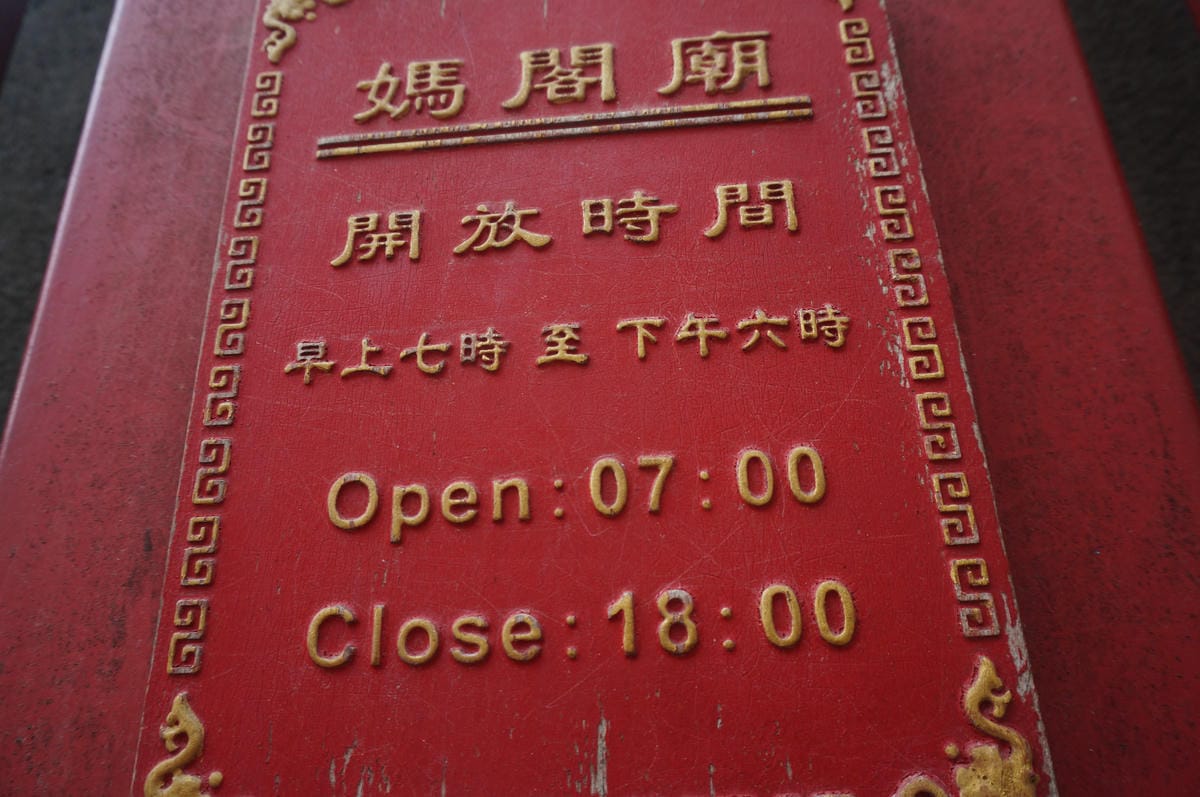 媽閣廟
開放時間
早上七時 至 下午六時
Open:07:00
Close:18:00